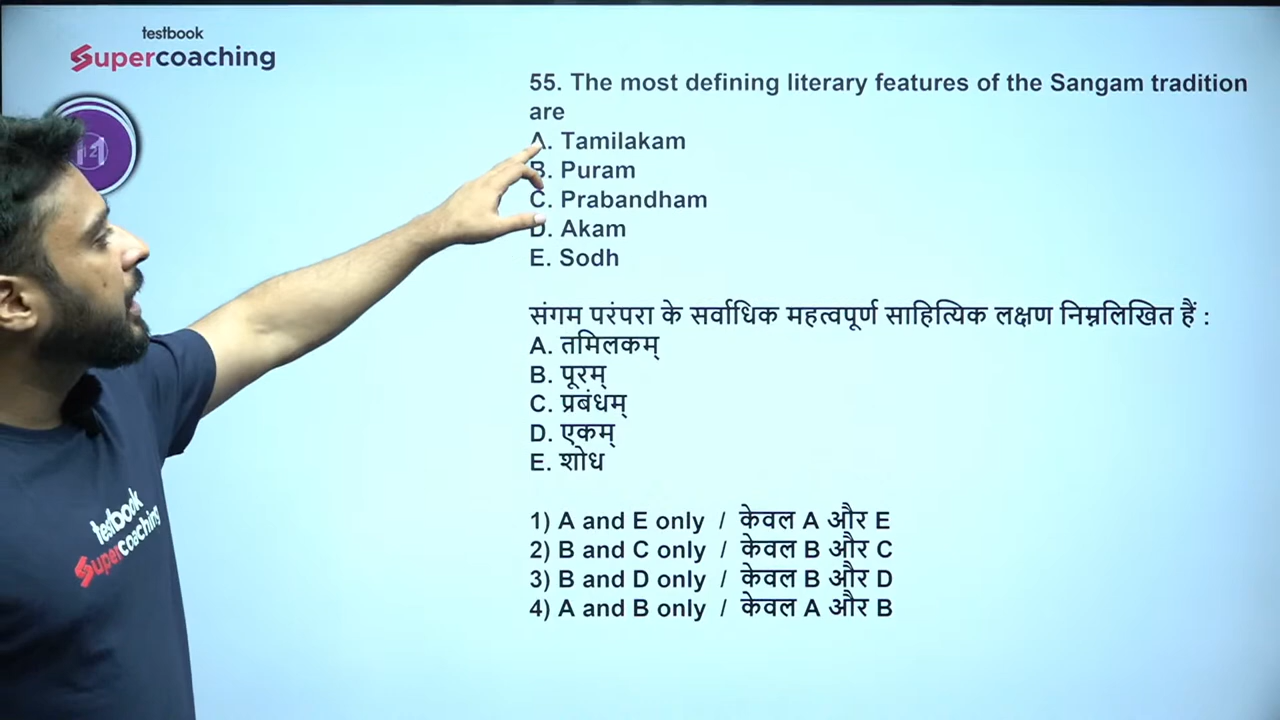 testbook
Supercoaching
55. The most defining literary features of the Sangam tradition
are
A. Tamilakam
B. Puram
C. Prabandham
D. Akam
E. Sodh
संगम परंपरा के सर्वाधिक महत्वपूर्ण साहित्यिक लक्षण निम्नलिखित हैं :
A. तमिलकम्
B. पूरम्
C. प्रबंधम्
D. एकम्
E. शोध
1) A and E only / केवल A और E
2) B and C only / केवल B और C
3) B and D only / केवल B और D
4) A and B only / केवल A और B
testbook
Supercoaching